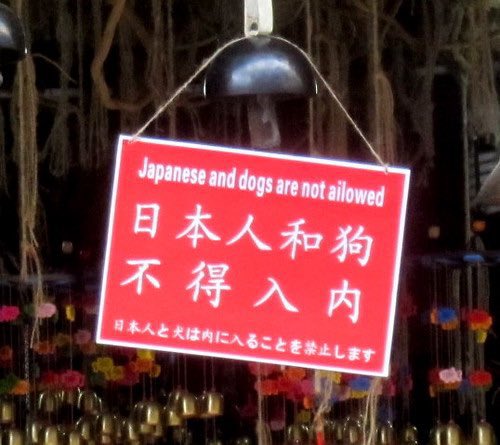 Japanese and dogs are not ailowed
日本人和狗
不得入内
日本人と犬は内に入ることを禁止します